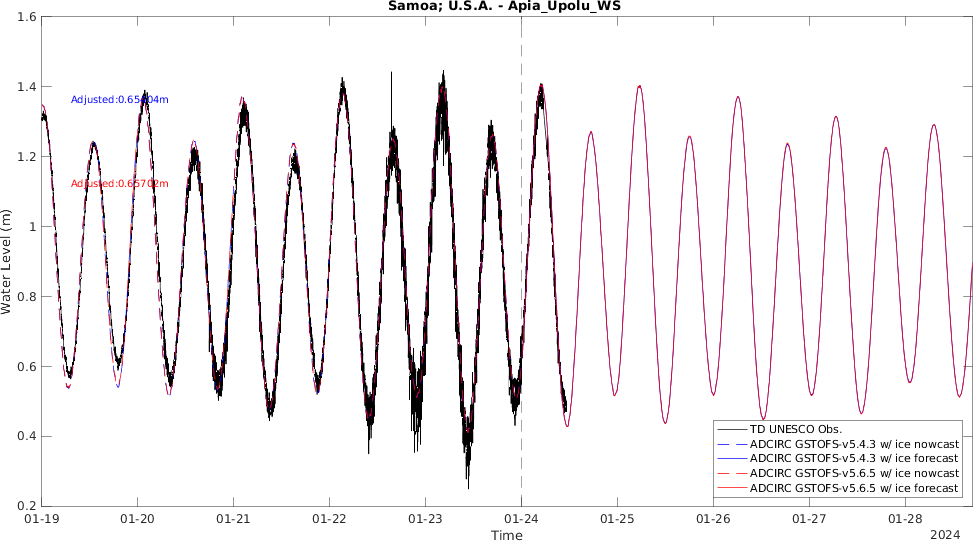 Samoa; U.S.A. - Apia_Upolu_WS
1.6
1.4
1.2
1
0.8
0.6
0.4
0.2
Water Level (m)
Adjusted:0.65404m
Adjusted:0.65702m
TD UNESCO Obs.
ADCIRC GSTOFS-v5.4.3 w/ ice nowcast
ADCIRC GSTOFS-v5.4.3 w/ ice forecast
ADCIRC GSTOFS-v5.6.5 w/ ice nowcast
ADCIRC GSTOFS-v5.6.5 w/ ice forecast
01-19 01-20 01-21 01-22 01-23 01-24 01-25 01-26 01-27 01-28
Time
2024